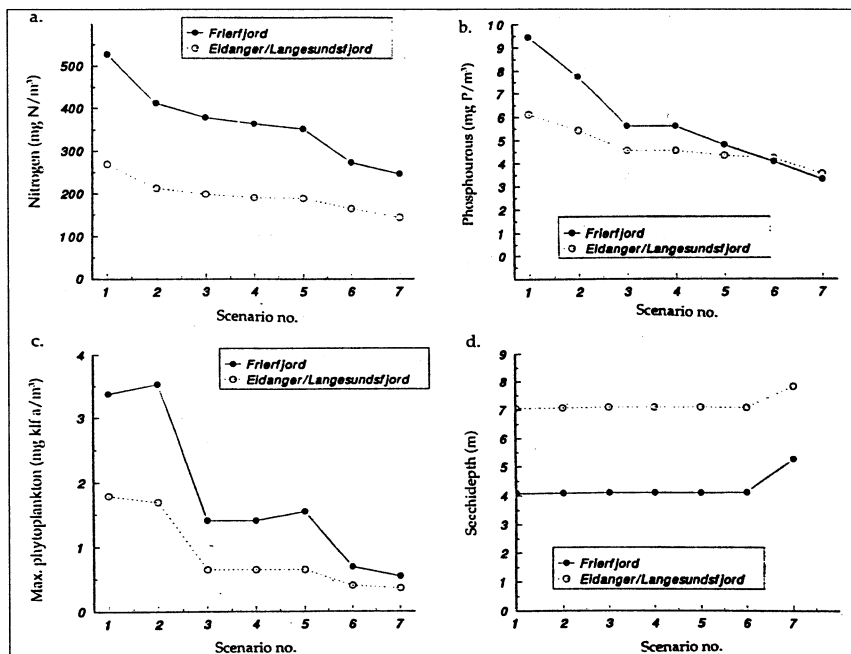 a.
Frierfjord
Eidanger/Langesundsfjord
Nitrogen (mg N/m³)
500
400
300
200
100
0
1 2 3 4 5 6 7
Scenario no.
b.
Phosphourous (mg P/m³)
10
9
8
7
6
5
4
3
2
1
0
Frierfjord
Eidanger/Langesundsfjord
1 2 3 4 5 6 7
Scenario no.
c.
Frierfjord
Eidanger/Langesundsfjord
Max. phytoplankton (mg klf a/m³)
4
3
2
1
0
1 2 3 4 5 6 7
Scenario no.
d.
Secchidepth (m)
9
8
7
6
5
4
3
2
1
0
Frierfjord
Eidanger/Langesundsfjord
1 2 3 4 5 6 7
Scenario no.